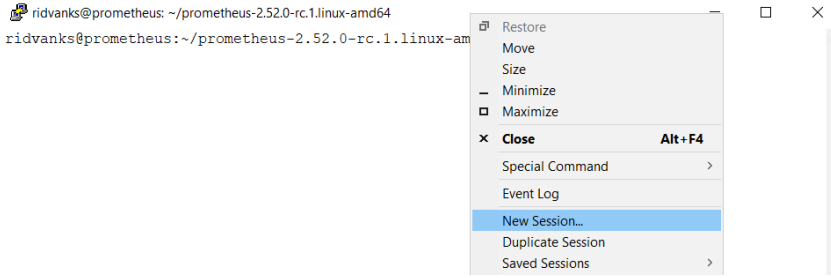 ridvanks@prometheus: ~/prometheus-2.52.0-rc.1.linux-amd64
ridvanks@prometheus:~/prometheus-2.52.0-rc.1.linux-am
Restore
Move
Size
Minimize
Maximize
Close Alt+F4
Special Command
Event Log
New Session...
Duplicate Session
Saved Sessions